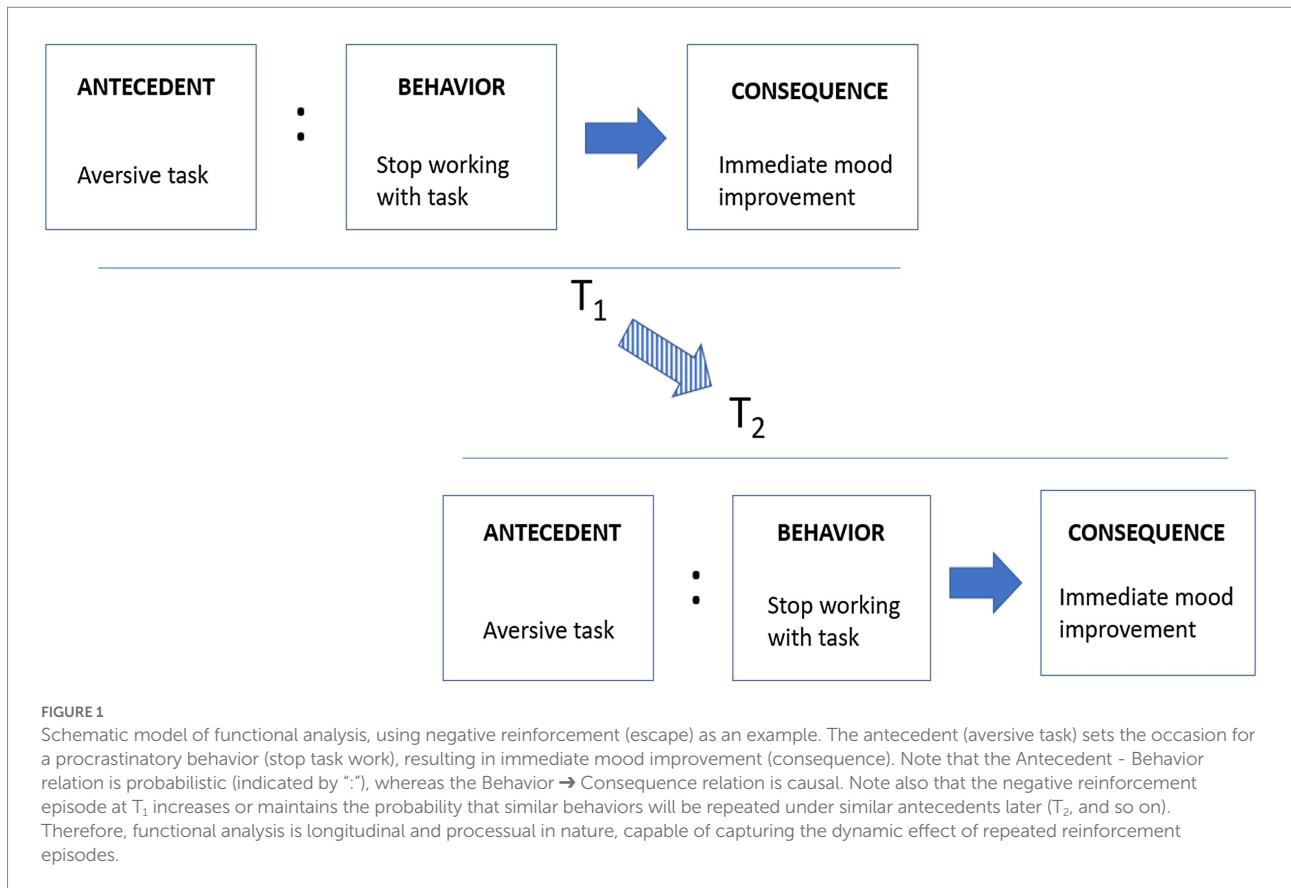 ANTECEDENT
:
BEHAVIOR
CONSEQUENCE
Aversive task
Stop working
with task
Immediate mood
improvement
T₁
T₂
ANTECEDENT
:
BEHAVIOR
CONSEQUENCE
Aversive task
Stop working
with task
Immediate mood
improvement
FIGURE 1
Schematic model of functional analysis, using negative reinforcement (escape) as an example. The antecedent (aversive task) sets the occasion for
a procrastinatory behavior (stop task work), resulting in immediate mood improvement (consequence). Note that the Antecedent - Behavior
relation is probabilistic (indicated by “:”), whereas the Behavior ➔ Consequence relation is causal. Note also that the negative reinforcement
episode at T₁ increases or maintains the probability that similar behaviors will be repeated under similar antecedents later (T₂, and so on).
Therefore, functional analysis is longitudinal and processual in nature, capable of capturing the dynamic effect of repeated reinforcement
episodes.